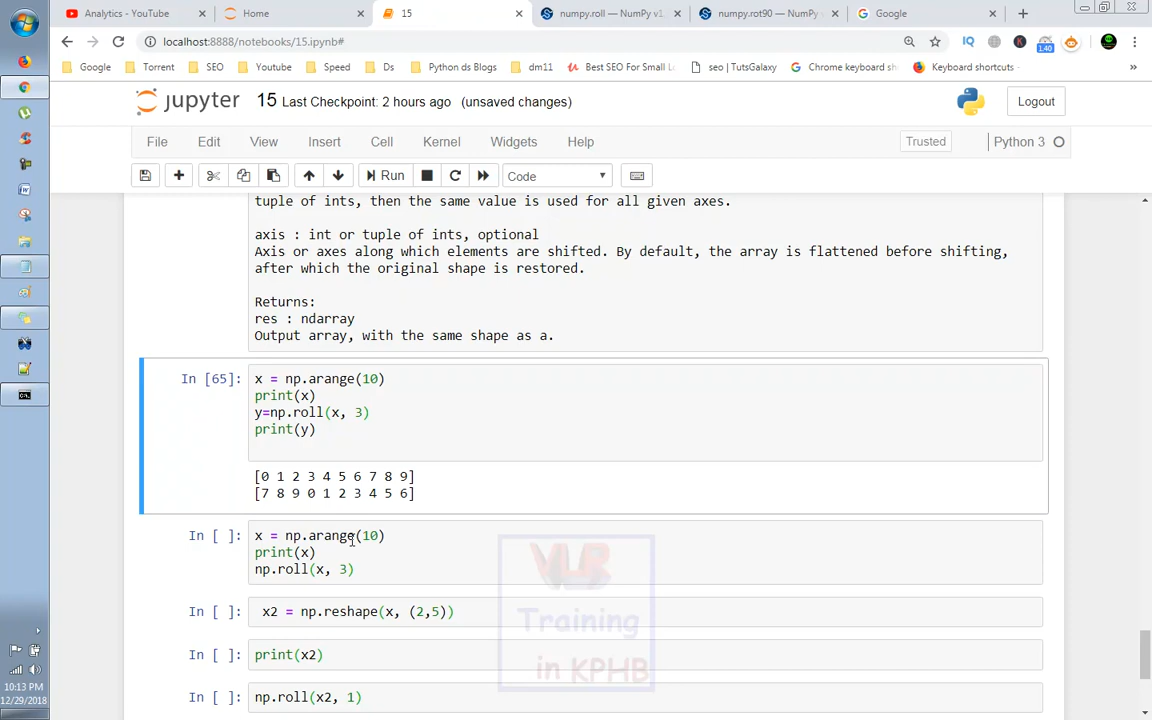 Analytics - YouTube
Home
15
numpy.roll — NumPy v1
numpy.rot90 — NumPy
Google
localhost:8888/notebooks/15.ipynb#
IQ
K
1.40
Google
Torrent
SEO
Youtube
Speed
Ds
Python ds Blogs
dm11
Best SEO For Small L
seo | TutsGalaxy
Chrome keyboard sh
Keyboard shortcuts
»
jupyter
15 Last Checkpoint: 2 hours ago (unsaved changes)
Logout
File Edit View Insert Cell Kernel Widgets Help
Trusted
Python 3
Run
Code
tuple of ints, then the same value is used for all given axes.
axis : int or tuple of ints, optional
Axis or axes along which elements are shifted. By default, the array is flattened before shifting,
after which the original shape is restored.
Returns:
res : ndarray
Output array, with the same shape as a.
In [65]:
x = np.arange(10)
print(x)
y=np.roll(x, 3)
print(y)
[0 1 2 3 4 5 6 7 8 9]
[7 8 9 0 1 2 3 4 5 6]
In [ ]:
x = np.arange(10)
print(x)
np.roll(x, 3)
In [ ]:
x2 = np.reshape(x, (2,5))
In [ ]:
print(x2)
In [ ]:
np.roll(x2, 1)
VLR
Training
in KPHB
10:13 PM
12/29/2018